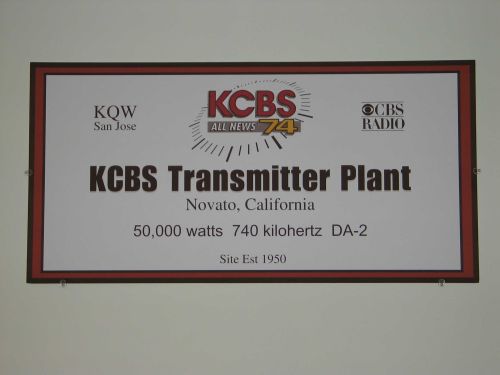 KQW
San Jose
KCBS
ALL NEWS 74
CBS
RADIO
KCBS Transmitter Plant
Novato, California
50,000 watts 740 kilohertz DA-2
Site Est 1950